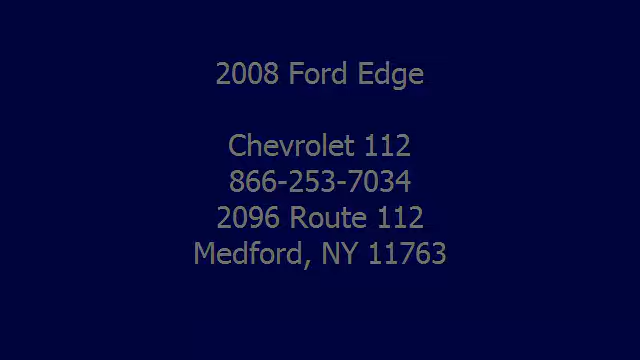 2008 Ford Edge
Chevrolet 112
866-253-7034
2096 Route 112
Medford, NY 11763